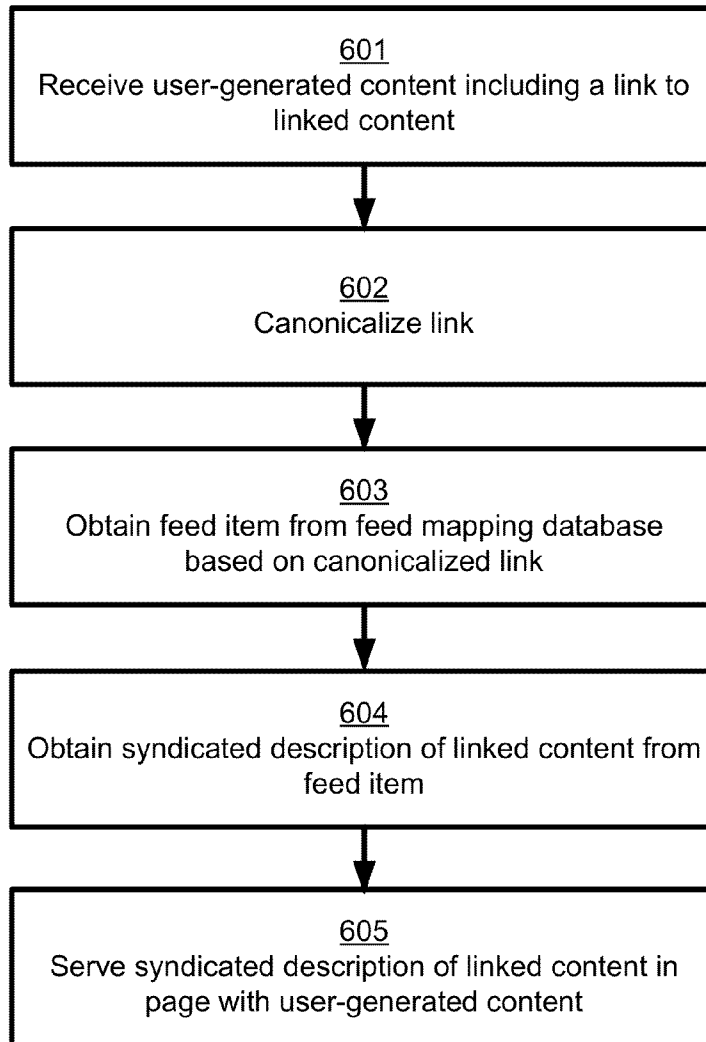 601
Receive user-generated content including a link to
linked content
602
Canonicalize link
603
Obtain feed item from feed mapping database
based on canonicalized link
604
Obtain syndicated description of linked content from
feed item
605
Serve syndicated description of linked content in
page with user-generated content